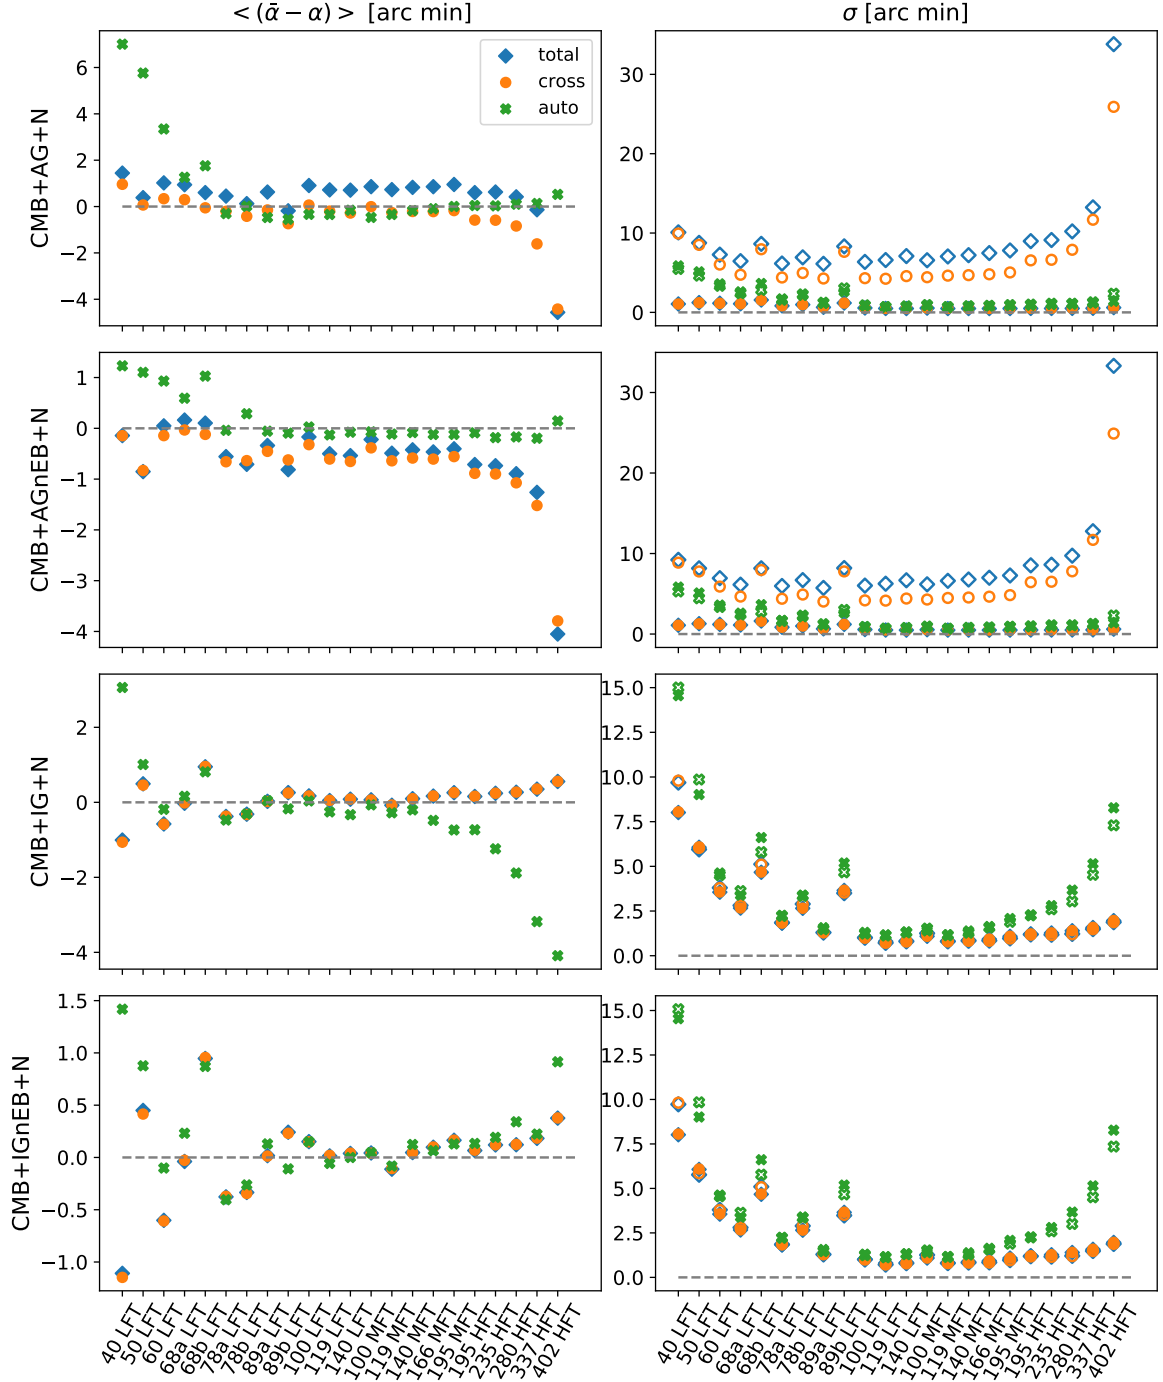 < (ᾱ − α) > [arc min]
σ [arc min]
CMB+AG+N
6
4
2
0
−2
−4
total
cross
auto
30
20
10
0
CMB+AGnEB+N
1
0
−1
−2
−3
−4
30
20
10
0
CMB+IG+N
2
0
−2
−4
15.0
12.5
10.0
7.5
5.0
2.5
0.0
CMB+IGnEB+N
1.5
1.0
0.5
0.0
−0.5
−1.0
15.0
12.5
10.0
7.5
5.0
2.5
0.0
40 LFT
50 LFT
60 LFT
68a LFT
68b LFT
78a LFT
78b LFT
89a LFT
89b LFT
100 LFT
119 LFT
140 LFT
100 MFT
119 MFT
140 MFT
166 MFT
195 MFT
195 HFT
235 HFT
280 HFT
337 HFT
402 HFT
40 LFT
50 LFT
60 LFT
68a LFT
68b LFT
78a LFT
78b LFT
89a LFT
89b LFT
100 LFT
119 LFT
140 LFT
100 MFT
119 MFT
140 MFT
166 MFT
195 MFT
195 HFT
235 HFT
280 HFT
337 HFT
402 HFT